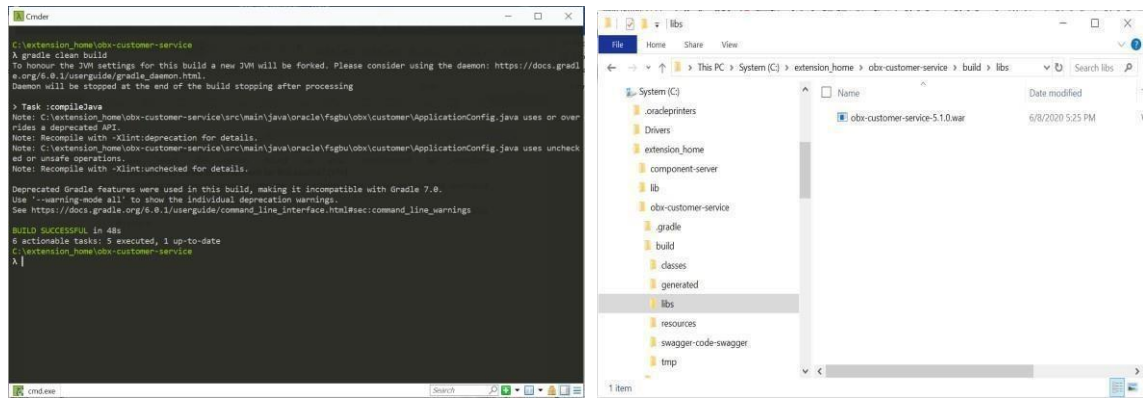 Cmder
C:\extension_home\obx-customer-service
λ gradle clean build
To honour the JVM settings for this build a new JVM will be forked. Please consider using the daemon: https://docs.gradl
e.org/6.0.1/userguide/gradle_daemon.html.
Daemon will be stopped at the end of the build stopping after processing
> Task :compileJava
Note: C:\extension_home\obx-customer-service\src\main\java\oracle\fsgbu\obx\customer\ApplicationConfig.java uses or over
rides a deprecated API.
Note: Recompile with -Xlint:deprecation for details.
Note: C:\extension_home\obx-customer-service\src\main\java\oracle\fsgbu\obx\customer\ApplicationConfig.java uses uncheck
ed or unsafe operations.
Note: Recompile with -Xlint:unchecked for details.
Deprecated Gradle features were used in this build, making it incompatible with Gradle 7.0.
Use '--warning-mode all' to show the individual deprecation warnings.
See https://docs.gradle.org/6.0.1/userguide/command_line_interface.html#sec:command_line_warnings
BUILD SUCCESSFUL in 48s
6 actionable tasks: 5 executed, 1 up-to-date
C:\extension_home\obx-customer-service
λ
cmd.exe
Search
libs
File Home Share View
This PC > System (C:) > extension_home > obx-customer-service > build > libs
Search libs
System (C:)
.oracleprinters
Drivers
extension_home
component-server
lib
obx-customer-service
.gradle
build
classes
generated
libs
resources
swagger-code-swagger
tmp
Name Date modified
obx-customer-service-5.1.0.war 6/8/2020 5:25 PM
1 item